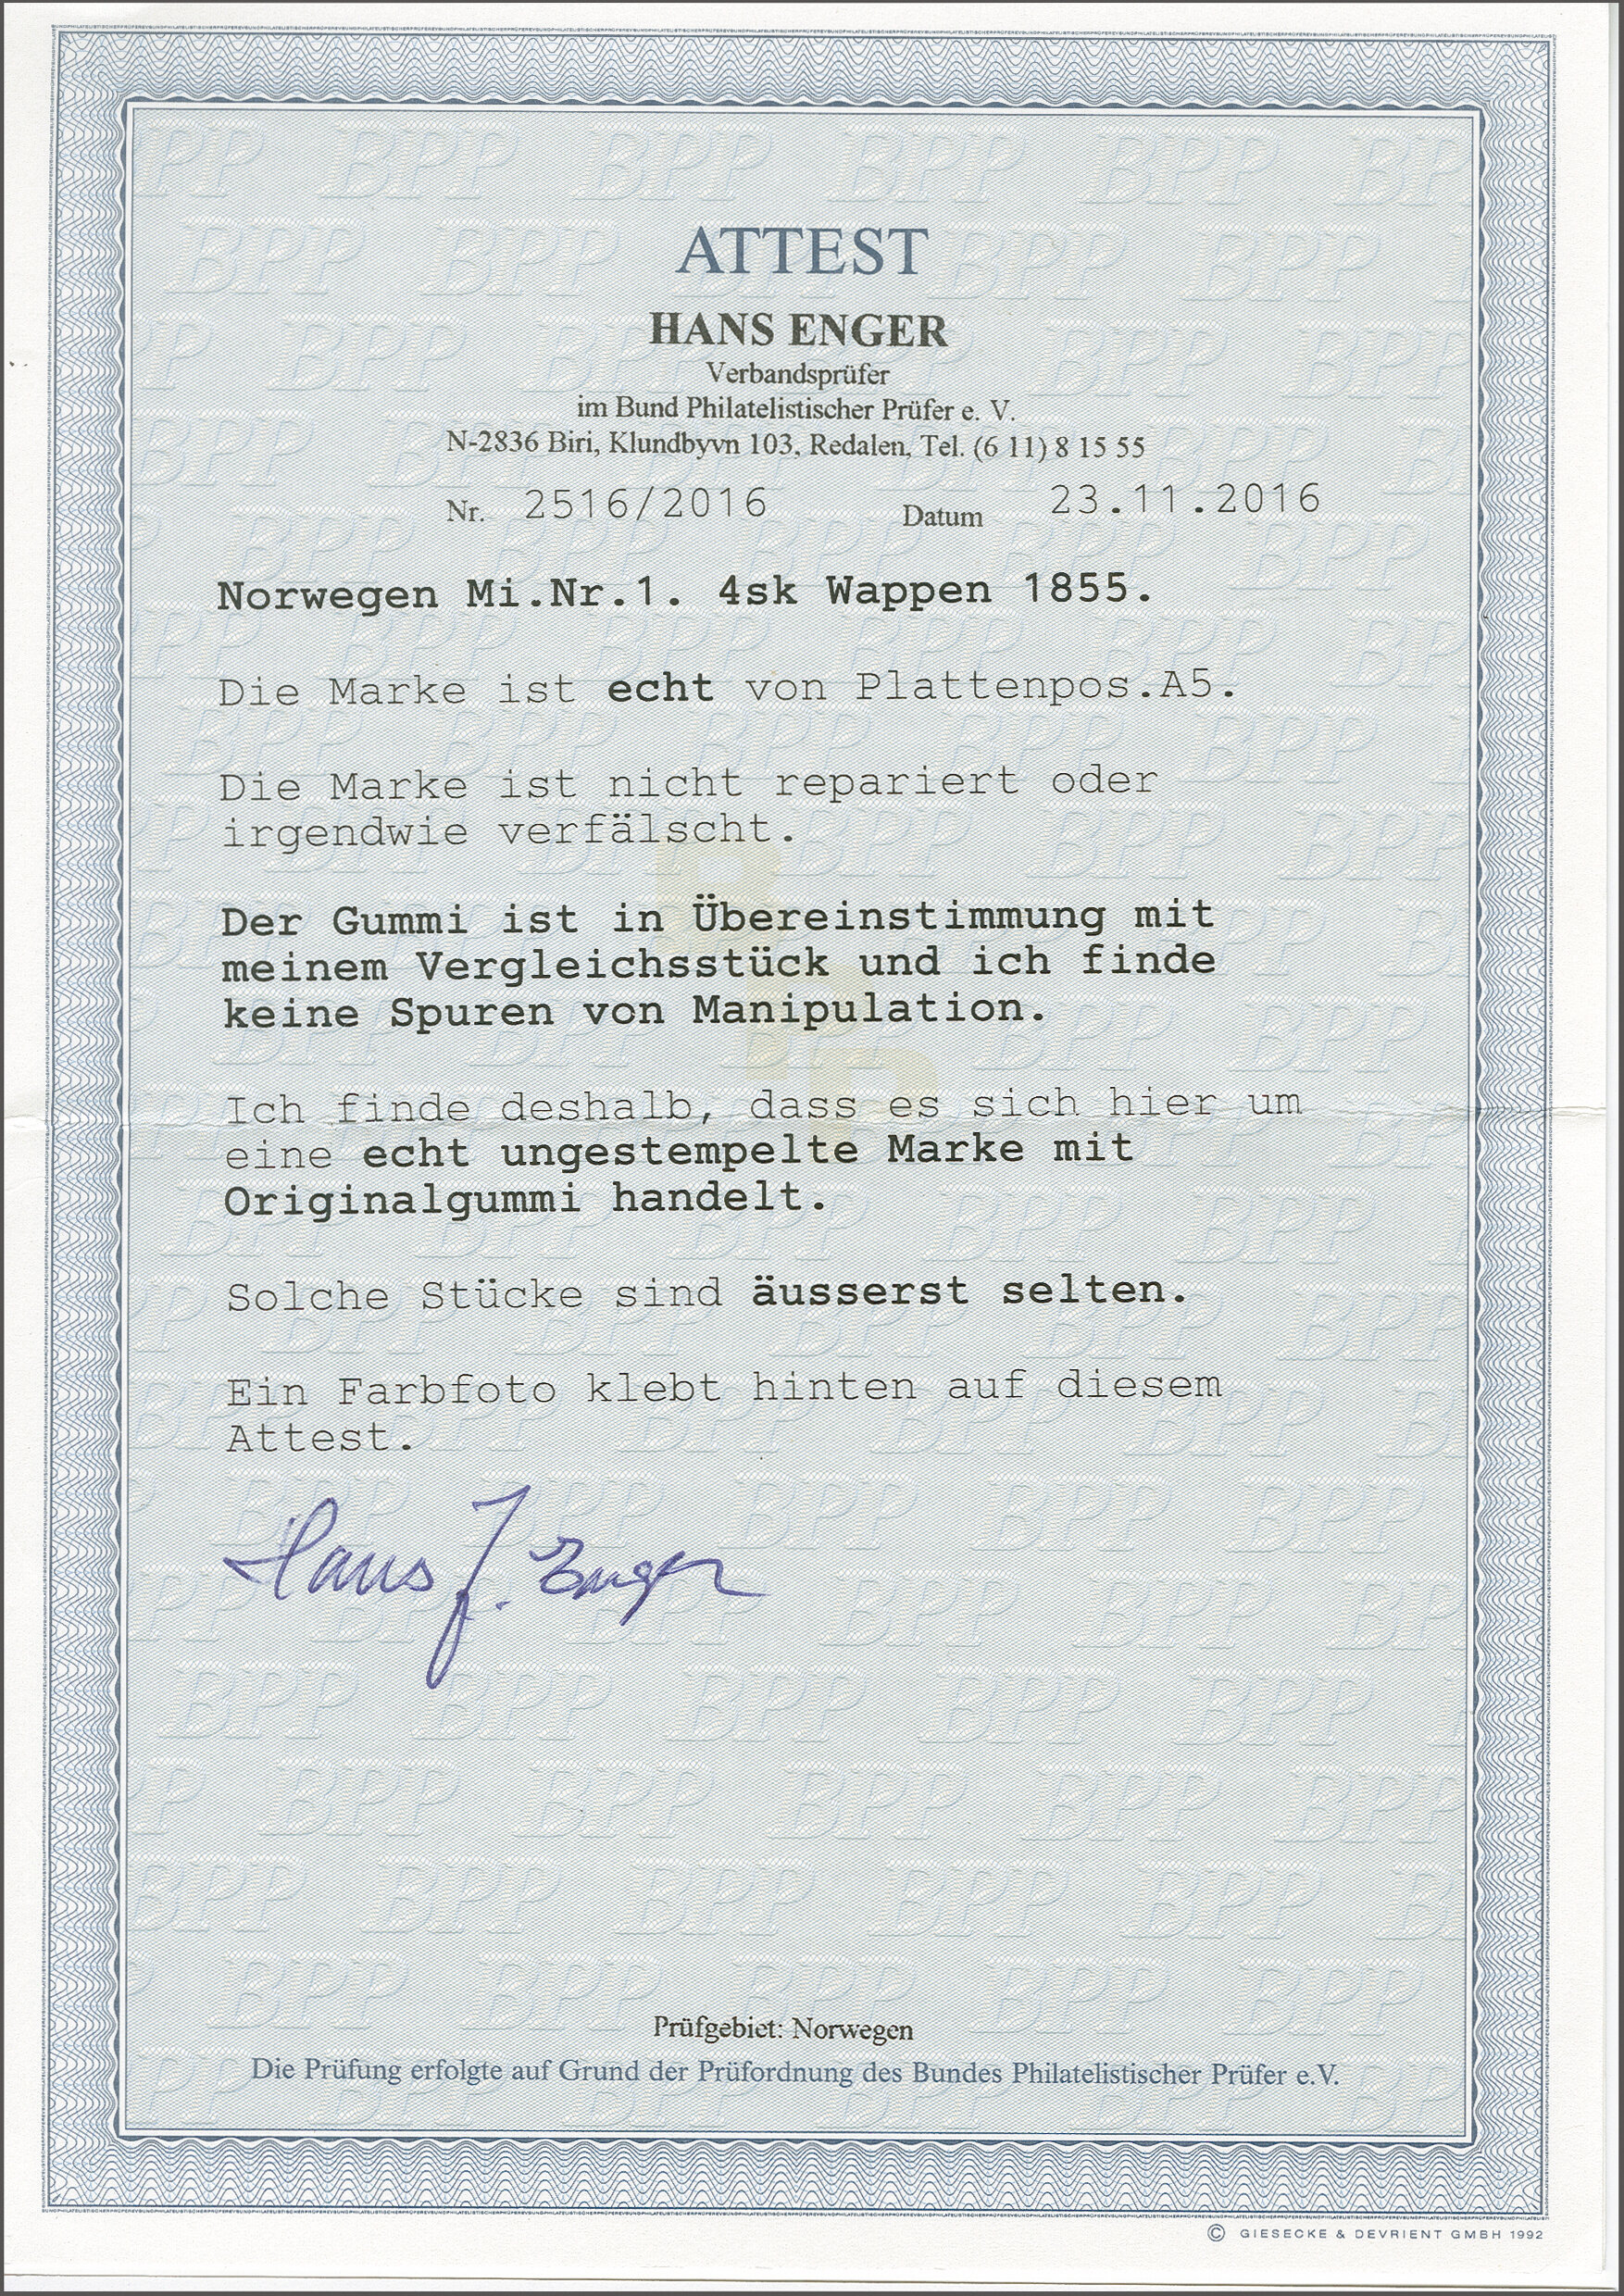 ATTEST
HANS ENGER
Verbandsprüfer
im Bund Philatelistischer Prüfer e. V.
N-2836 Biri, Klundbyvn 103, Redalen, Tel. (6 11) 8 15 55
Nr. 2516/2016 Datum 23.11.2016
Norwegen Mi.Nr.1. 4sk Wappen 1855.
Die Marke ist echt von Plattenpos.A5.
Die Marke ist nicht repariert oder
irgendwie verfälscht.
Der Gummi ist in Übereinstimmung mit
meinem Vergleichsstück und ich finde
keine Spuren von Manipulation.
Ich finde deshalb, dass es sich hier um
eine echt ungestempelte Marke mit
Originalgummi handelt.
Solche Stücke sind äusserst selten.
Ein Farbfoto klebt hinten auf diesem
Attest.
Hans J. Enger
Prüfgebiet: Norwegen
Die Prüfung erfolgte auf Grund der Prüfordnung des Bundes Philatelistischer Prüfer e.V.
© GIESECKE & DEVRIENT GMBH 1992